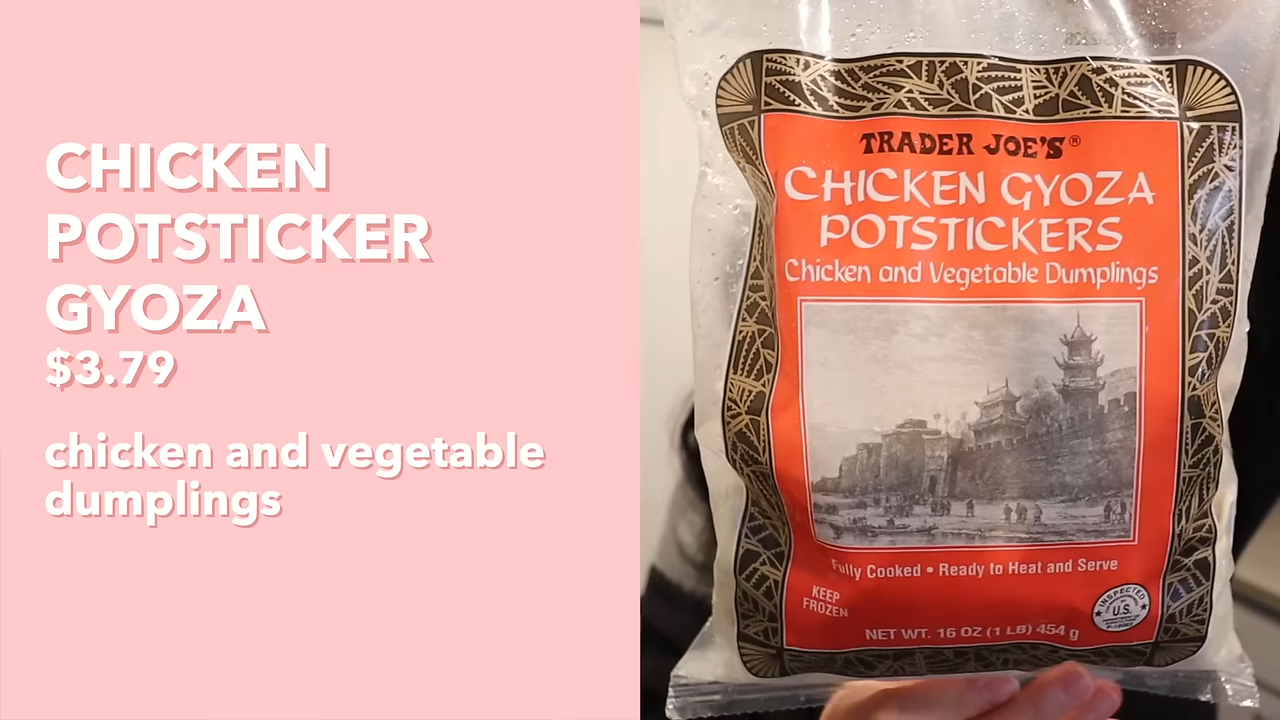 CHICKEN
POTSTICKER
GYOZA
$3.79
chicken and vegetable
dumplings
TRADER JOE'S®
CHICKEN GYOZA
POTSTICKERS
Chicken and Vegetable Dumplings
Fully Cooked • Ready to Heat and Serve
KEEP
FROZEN
INSPECTED
U.S.
NET WT. 16 OZ (1 LB) 454 g